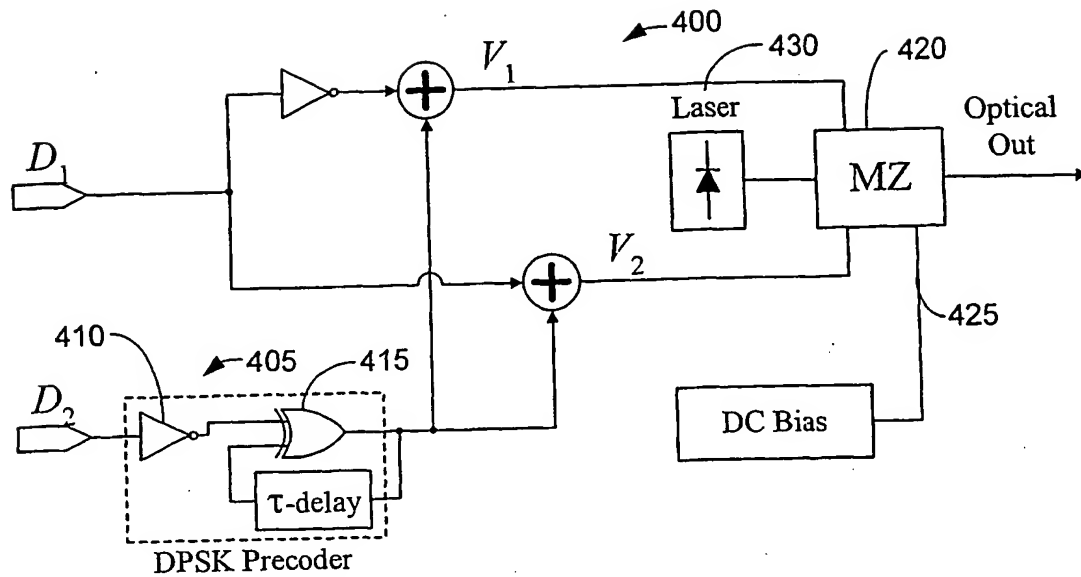 400
430
420
V1
Laser
Optical
Out
D1
MZ
V2
425
410
405
415
D2
DC Bias
τ-delay
DPSK Precoder